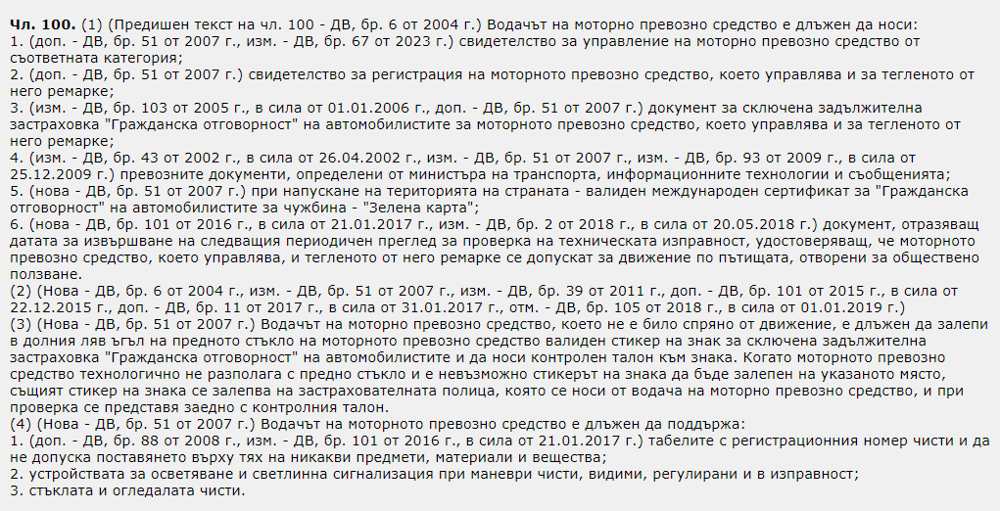 Чл. 100. (1) (Предишен текст на чл. 100 - ДВ, бр. 6 от 2004 г.) Водачът на моторно превозно средство е длъжен да носи:
1. (доп. - ДВ, бр. 51 от 2007 г., изм. - ДВ, бр. 67 от 2023 г.) свидетелство за управление на моторно превозно средство от
съответната категория;
2. (доп. - ДВ, бр. 51 от 2007 г.) свидетелство за регистрация на моторното превозно средство, което управлява и за тегленото от
него ремарке;
3. (изм. - ДВ, бр. 103 от 2005 г., в сила от 01.01.2006 г., доп. - ДВ, бр. 51 от 2007 г.) документ за сключена задължителна
застраховка "Гражданска отговорност" на автомобилистите за моторното превозно средство, което управлява и за тегленото от
него ремарке;
4. (изм. - ДВ, бр. 43 от 2002 г., в сила от 26.04.2002 г., изм. - ДВ, бр. 51 от 2007 г., изм. - ДВ, бр. 93 от 2009 г., в сила от
25.12.2009 г.) превозните документи, определени от министъра на транспорта, информационните технологии и съобщенията;
5. (нова - ДВ, бр. 51 от 2007 г.) при напускане на територията на страната - валиден международен сертификат за "Гражданска
отговорност" на автомобилистите за чужбина - "Зелена карта";
6. (нова - ДВ, бр. 101 от 2016 г., в сила от 21.01.2017 г., изм. - ДВ, бр. 2 от 2018 г., в сила от 20.05.2018 г.) документ, отразяващ
датата за извършване на следващия периодичен преглед за проверка на техническата изправност, удостоверяващ, че моторното
превозно средство, което управлява, и тегленото от него ремарке се допускат за движение по пътищата, отворени за обществено
ползване.
(2) (Нова - ДВ, бр. 6 от 2004 г., изм. - ДВ, бр. 51 от 2007 г., изм. - ДВ, бр. 39 от 2011 г., доп. - ДВ, бр. 101 от 2015 г., в сила от
22.12.2015 г., доп. - ДВ, бр. 11 от 2017 г., в сила от 31.01.2017 г., отм. - ДВ, бр. 105 от 2018 г., в сила от 01.01.2019 г.)
(3) (Нова - ДВ, бр. 51 от 2007 г.) Водачът на моторно превозно средство, което не е било спряно от движение, е длъжен да залепи
в долния ляв ъгъл на предното стъкло на моторното превозно средство валиден стикер на знак за сключена задължителна
застраховка "Гражданска отговорност" на автомобилистите и да носи контролен талон към знака. Когато моторното превозно
средство технологично не разполага с предно стъкло и е невъзможно стикерът на знака да бъде залепен на указаното място,
същият стикер на знака се залепва на застрахователната полица, която се носи от водача на моторно превозно средство, и при
проверка се представя заедно с контролния талон.
(4) (Нова - ДВ, бр. 51 от 2007 г.) Водачът на моторното превозно средство е длъжен да поддържа:
1. (доп. - ДВ, бр. 88 от 2008 г., изм. - ДВ, бр. 101 от 2016 г., в сила от 21.01.2017 г.) табелите с регистрационния номер чисти и да
не допуска поставянето върху тях на никакви предмети, материали и вещества;
2. устройствата за осветяване и светлинна сигнализация при маневри чисти, видими, регулирани и в изправност;
3. стъклата и огледалата чисти.